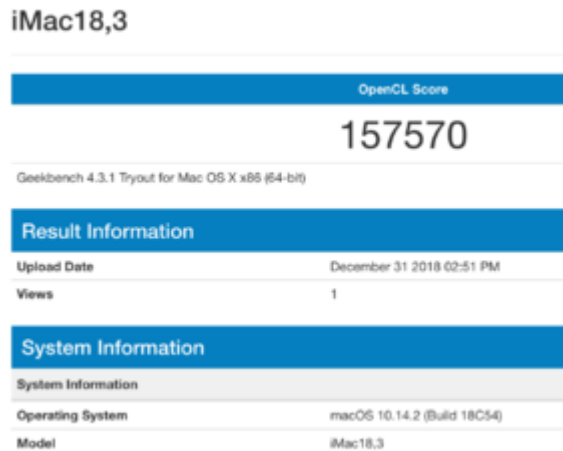 iMac18,3
OpenCL Score
157570
Geekbench 4.3.1 Tryout for Mac OS X x86 (64-bit)
Result Information
Upload Date December 31 2018 02:51 PM
Views 1
System Information
System Information
Operating System macOS 10.14.2 (Build 18C54)
Model iMac18,3